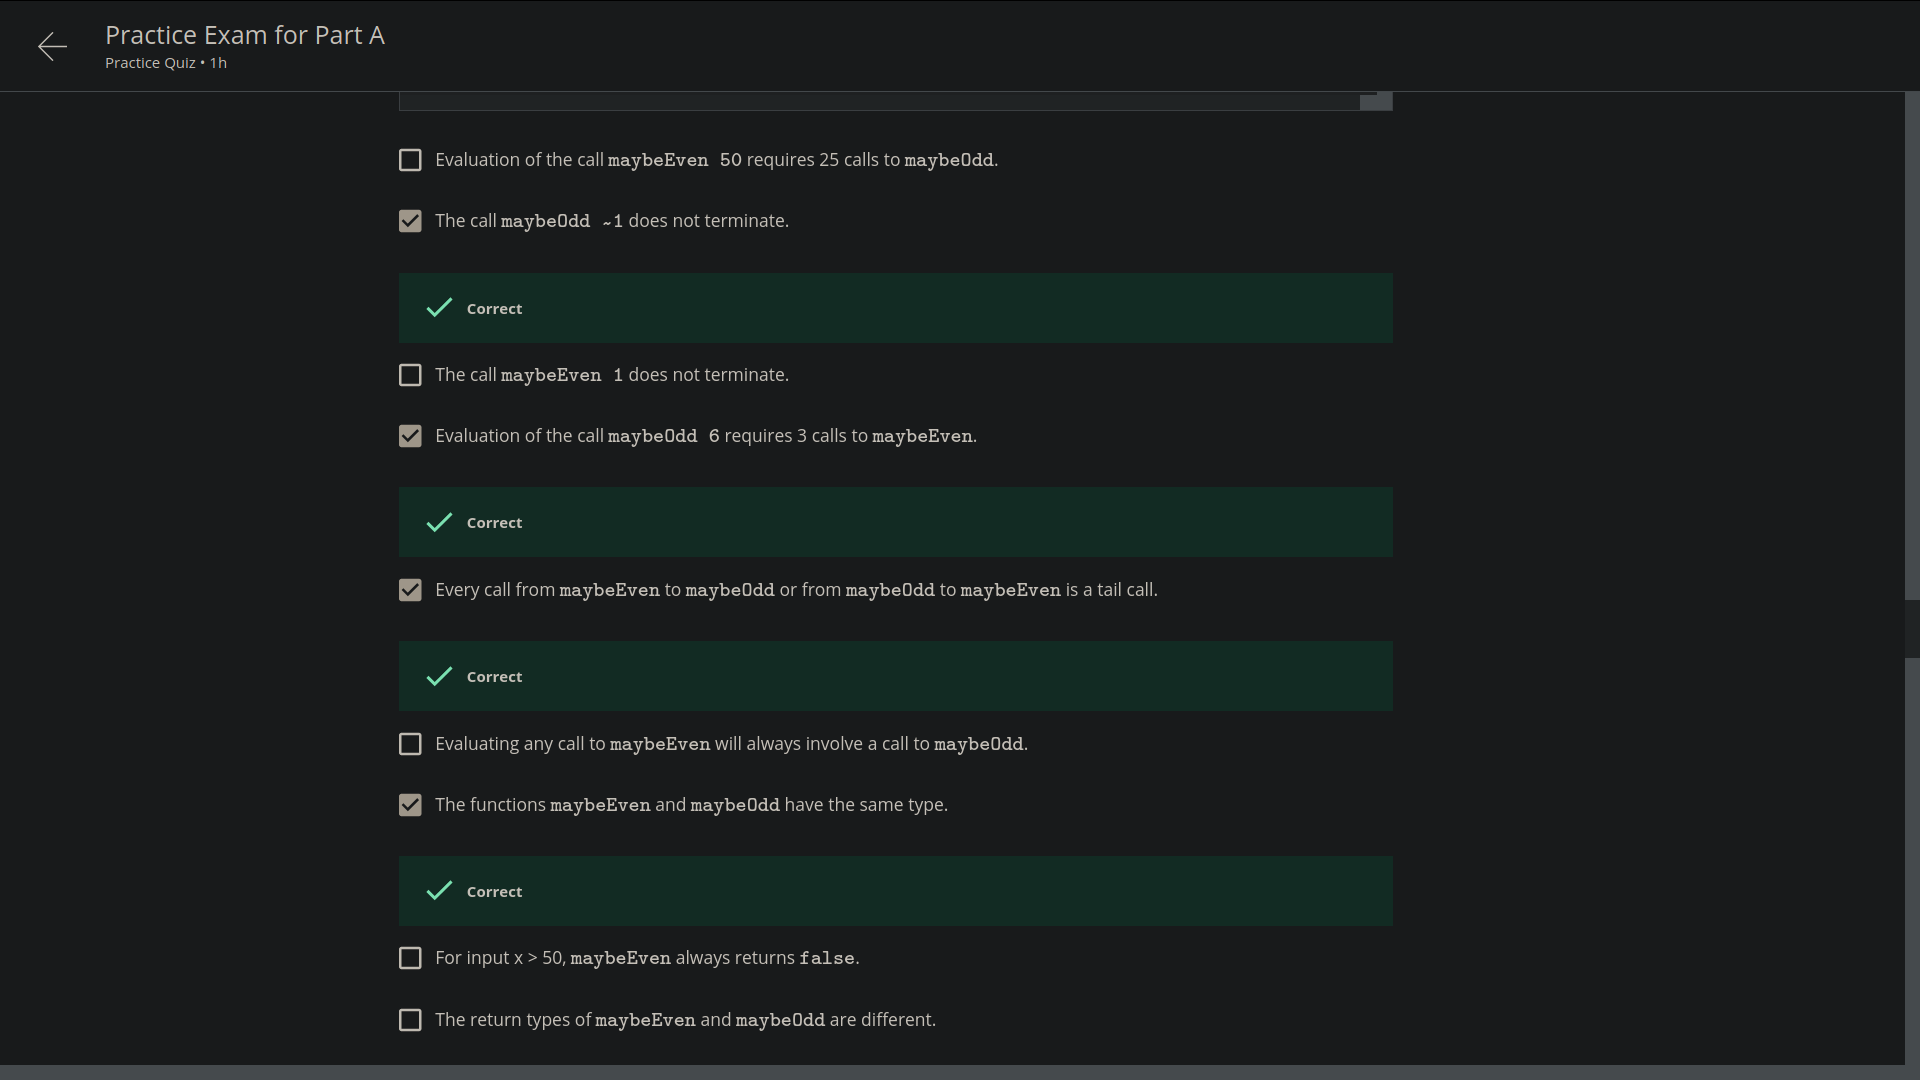 Practice Exam for Part A
Practice Quiz • 1h
Evaluation of the call maybeEven 50 requires 25 calls to maybeOdd.
The call maybeOdd ~1 does not terminate.
Correct
The call maybeEven 1 does not terminate.
Evaluation of the call maybeOdd 6 requires 3 calls to maybeEven.
Correct
Every call from maybeEven to maybeOdd or from maybeOdd to maybeEven is a tail call.
Correct
Evaluating any call to maybeEven will always involve a call to maybeOdd.
The functions maybeEven and maybeOdd have the same type.
Correct
For input x > 50, maybeEven always returns false.
The return types of maybeEven and maybeOdd are different.